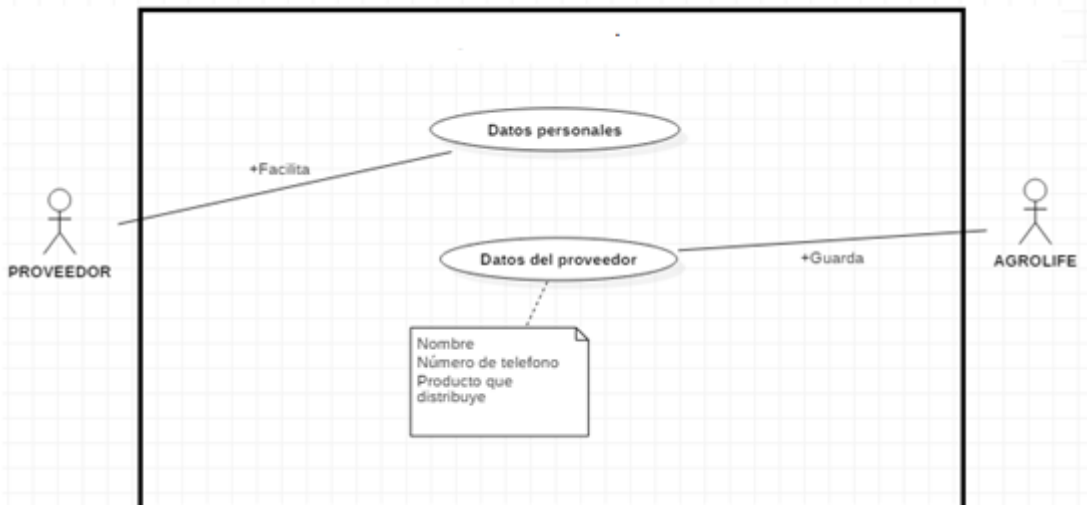 Datos personales
+Facilita
PROVEEDOR
Datos del proveedor
+Guarda
AGROLIFE
Nombre
Número de telefono
Producto que
distribuye